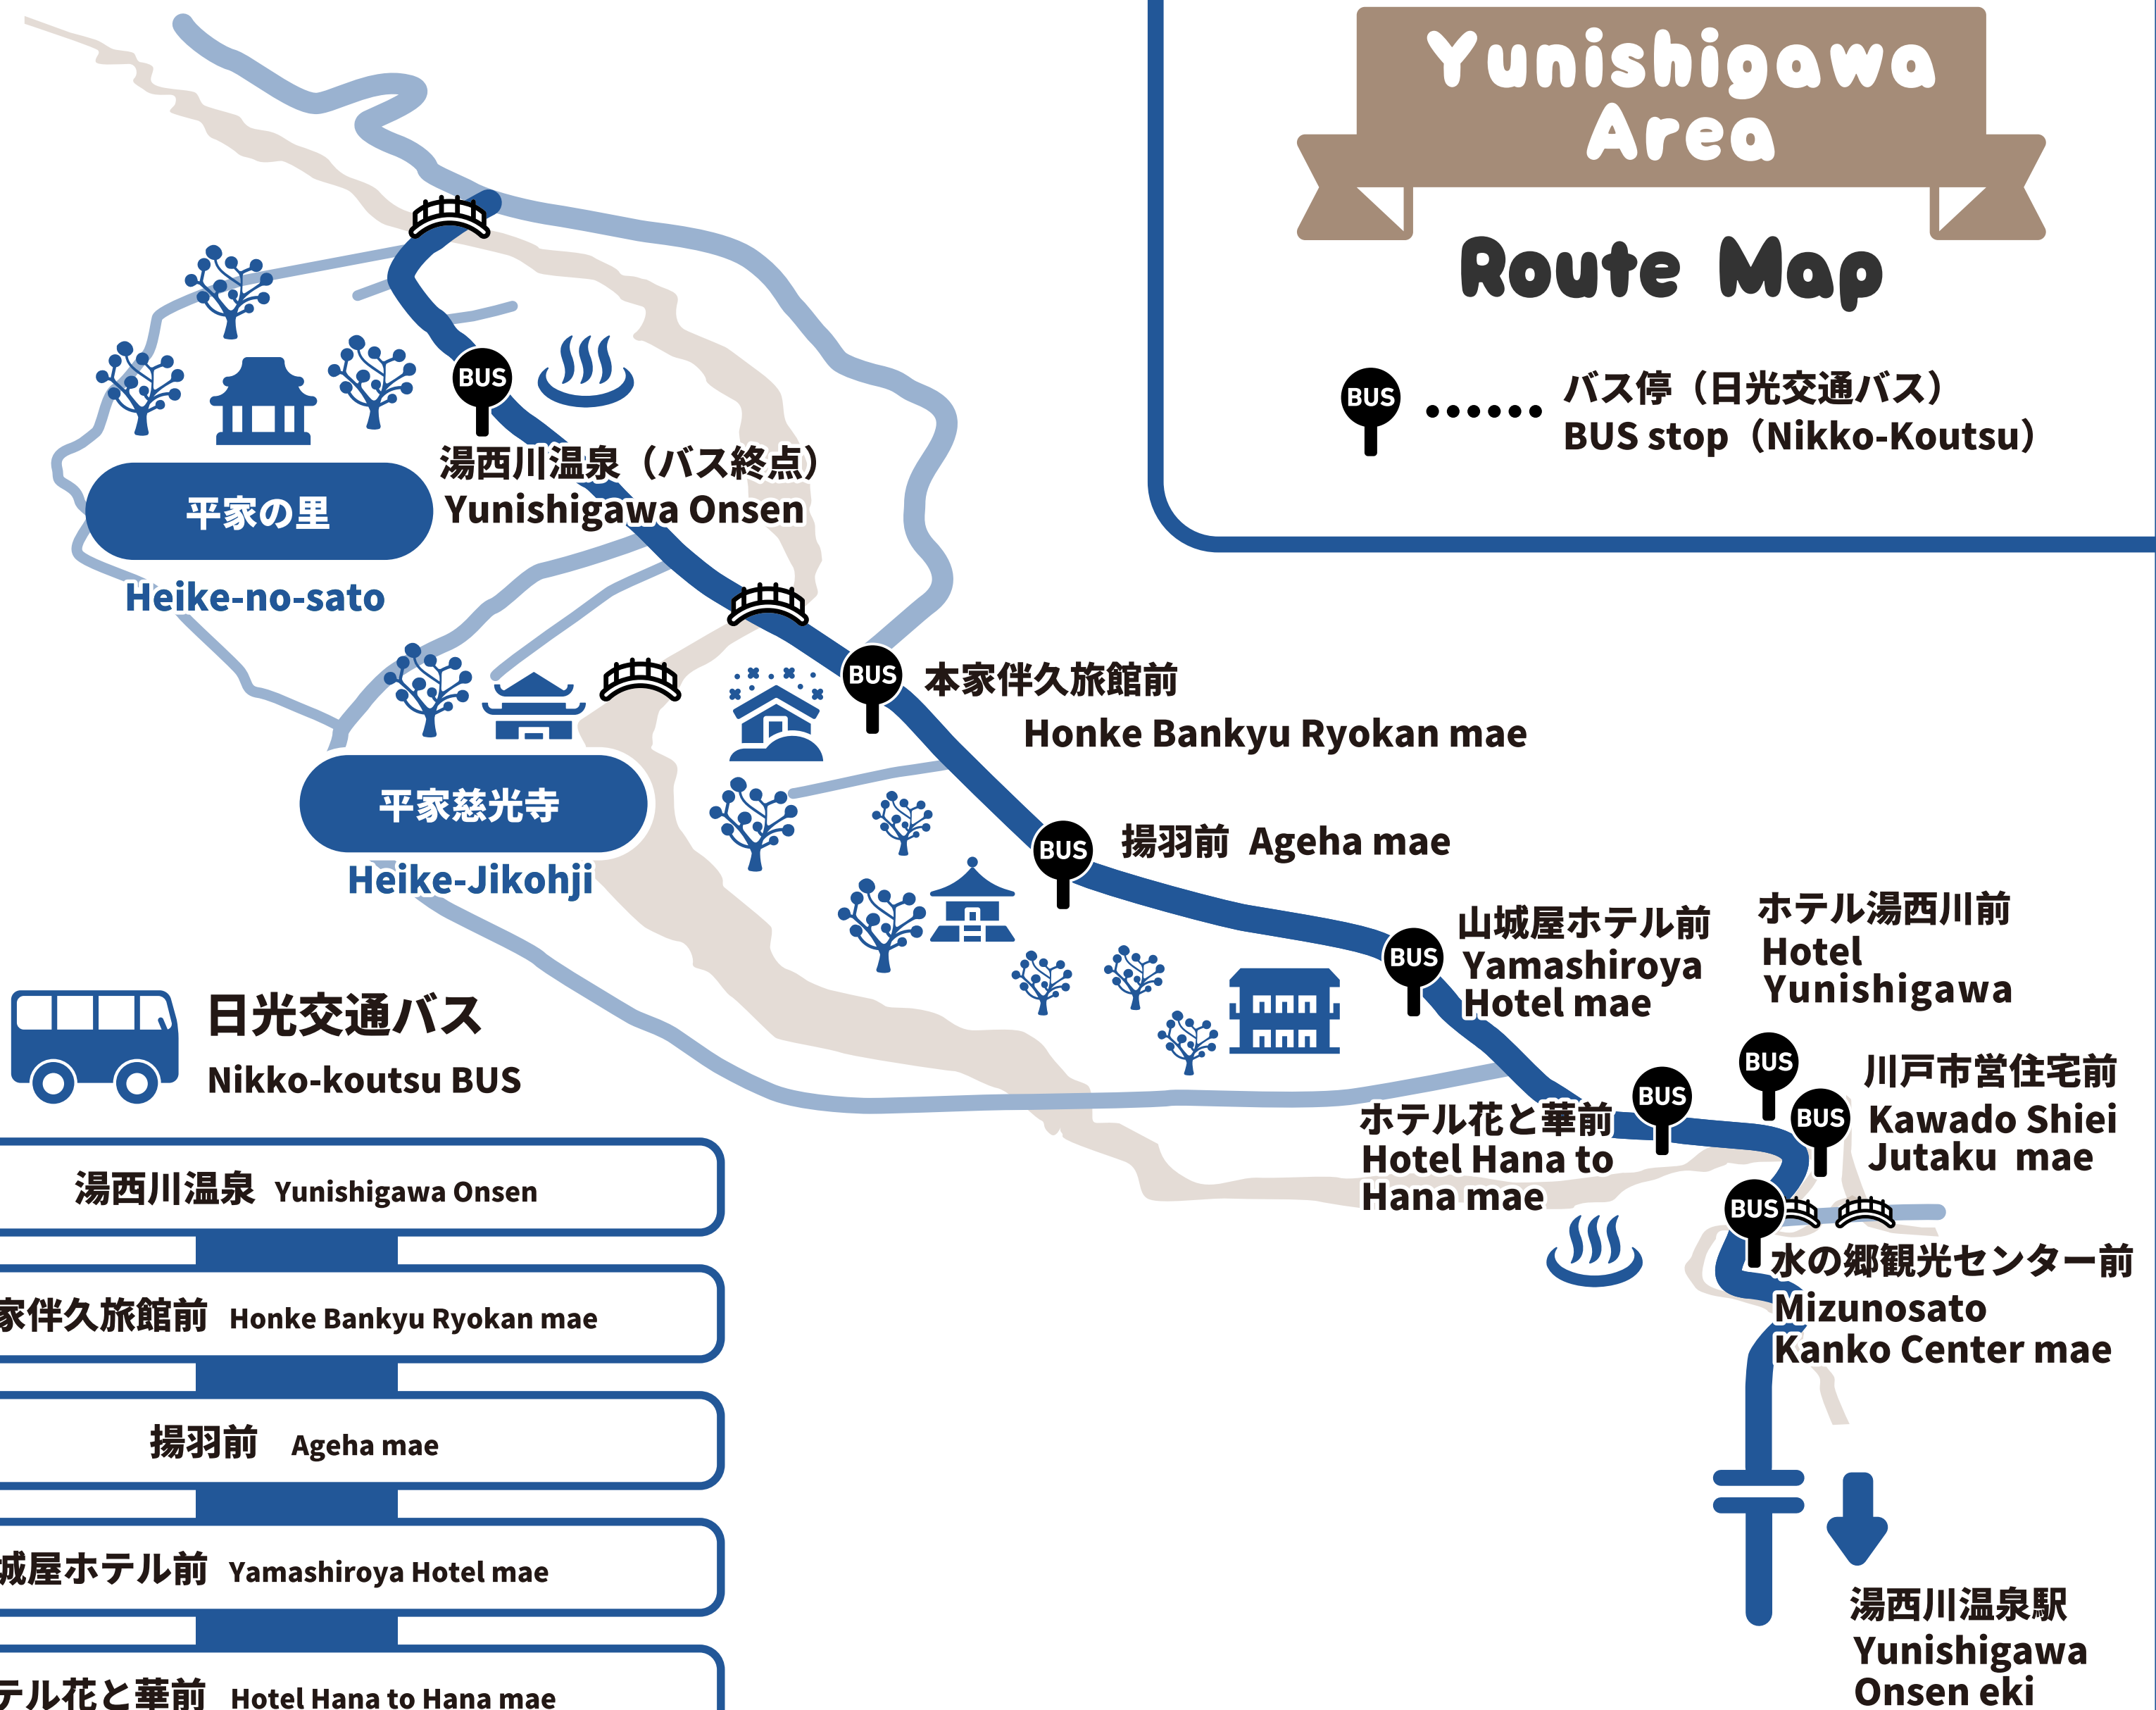 Yunishigawa
Area
Route Map
BUS
バス停（日光交通バス）
BUS stop（Nikko-Koutsu）
BUS
湯西川温泉（バス終点）
Yunishigawa Onsen
平家の里
Heike-no-sato
BUS
本家伴久旅館前
Honke Bankyu Ryokan mae
平家慈光寺
Heike-Jikohji
BUS
揚羽前 Ageha mae
BUS
山城屋ホテル前
Yamashiroya
Hotel mae
ホテル湯西川前
Hotel
Yunishigawa
BUS
BUS
BUS
川戸市営住宅前
Kawado Shiei
Jutaku mae
ホテル花と華前
Hotel Hana to
Hana mae
BUS
水の郷観光センター前
Mizunosato
Kanko Center mae
湯西川温泉駅
Yunishigawa
Onsen eki
日光交通バス
Nikko-koutsu BUS
湯西川温泉 Yunishigawa Onsen
家伴久旅館前 Honke Bankyu Ryokan mae
揚羽前 Ageha mae
城屋ホテル前 Yamashiroya Hotel mae
テル花と華前 Hotel Hana to Hana mae